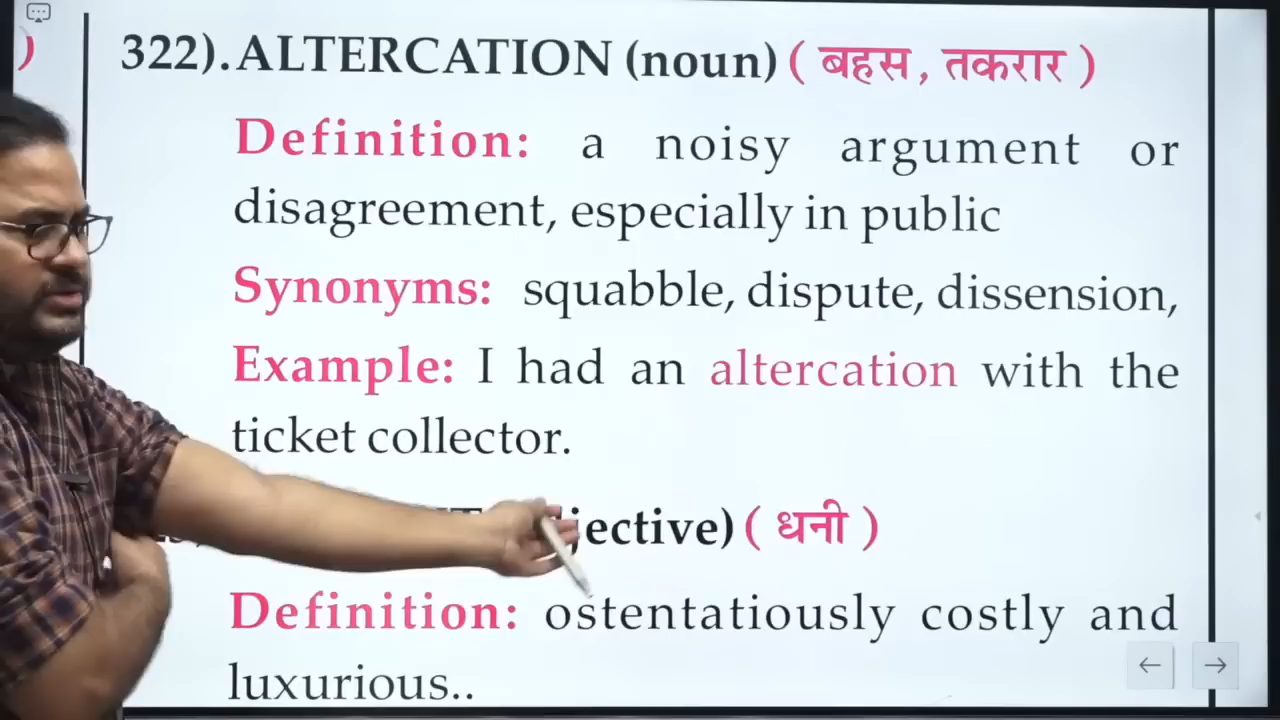 )
322). ALTERCATION (noun) ( बहस , तकरार )
Definition: a noisy argument or
disagreement, especially in public
Synonyms: squabble, dispute, dissension,
Example: I had an altercation with the
ticket collector.
jective) ( धनी )
Definition: ostentatiously costly and
luxurious..